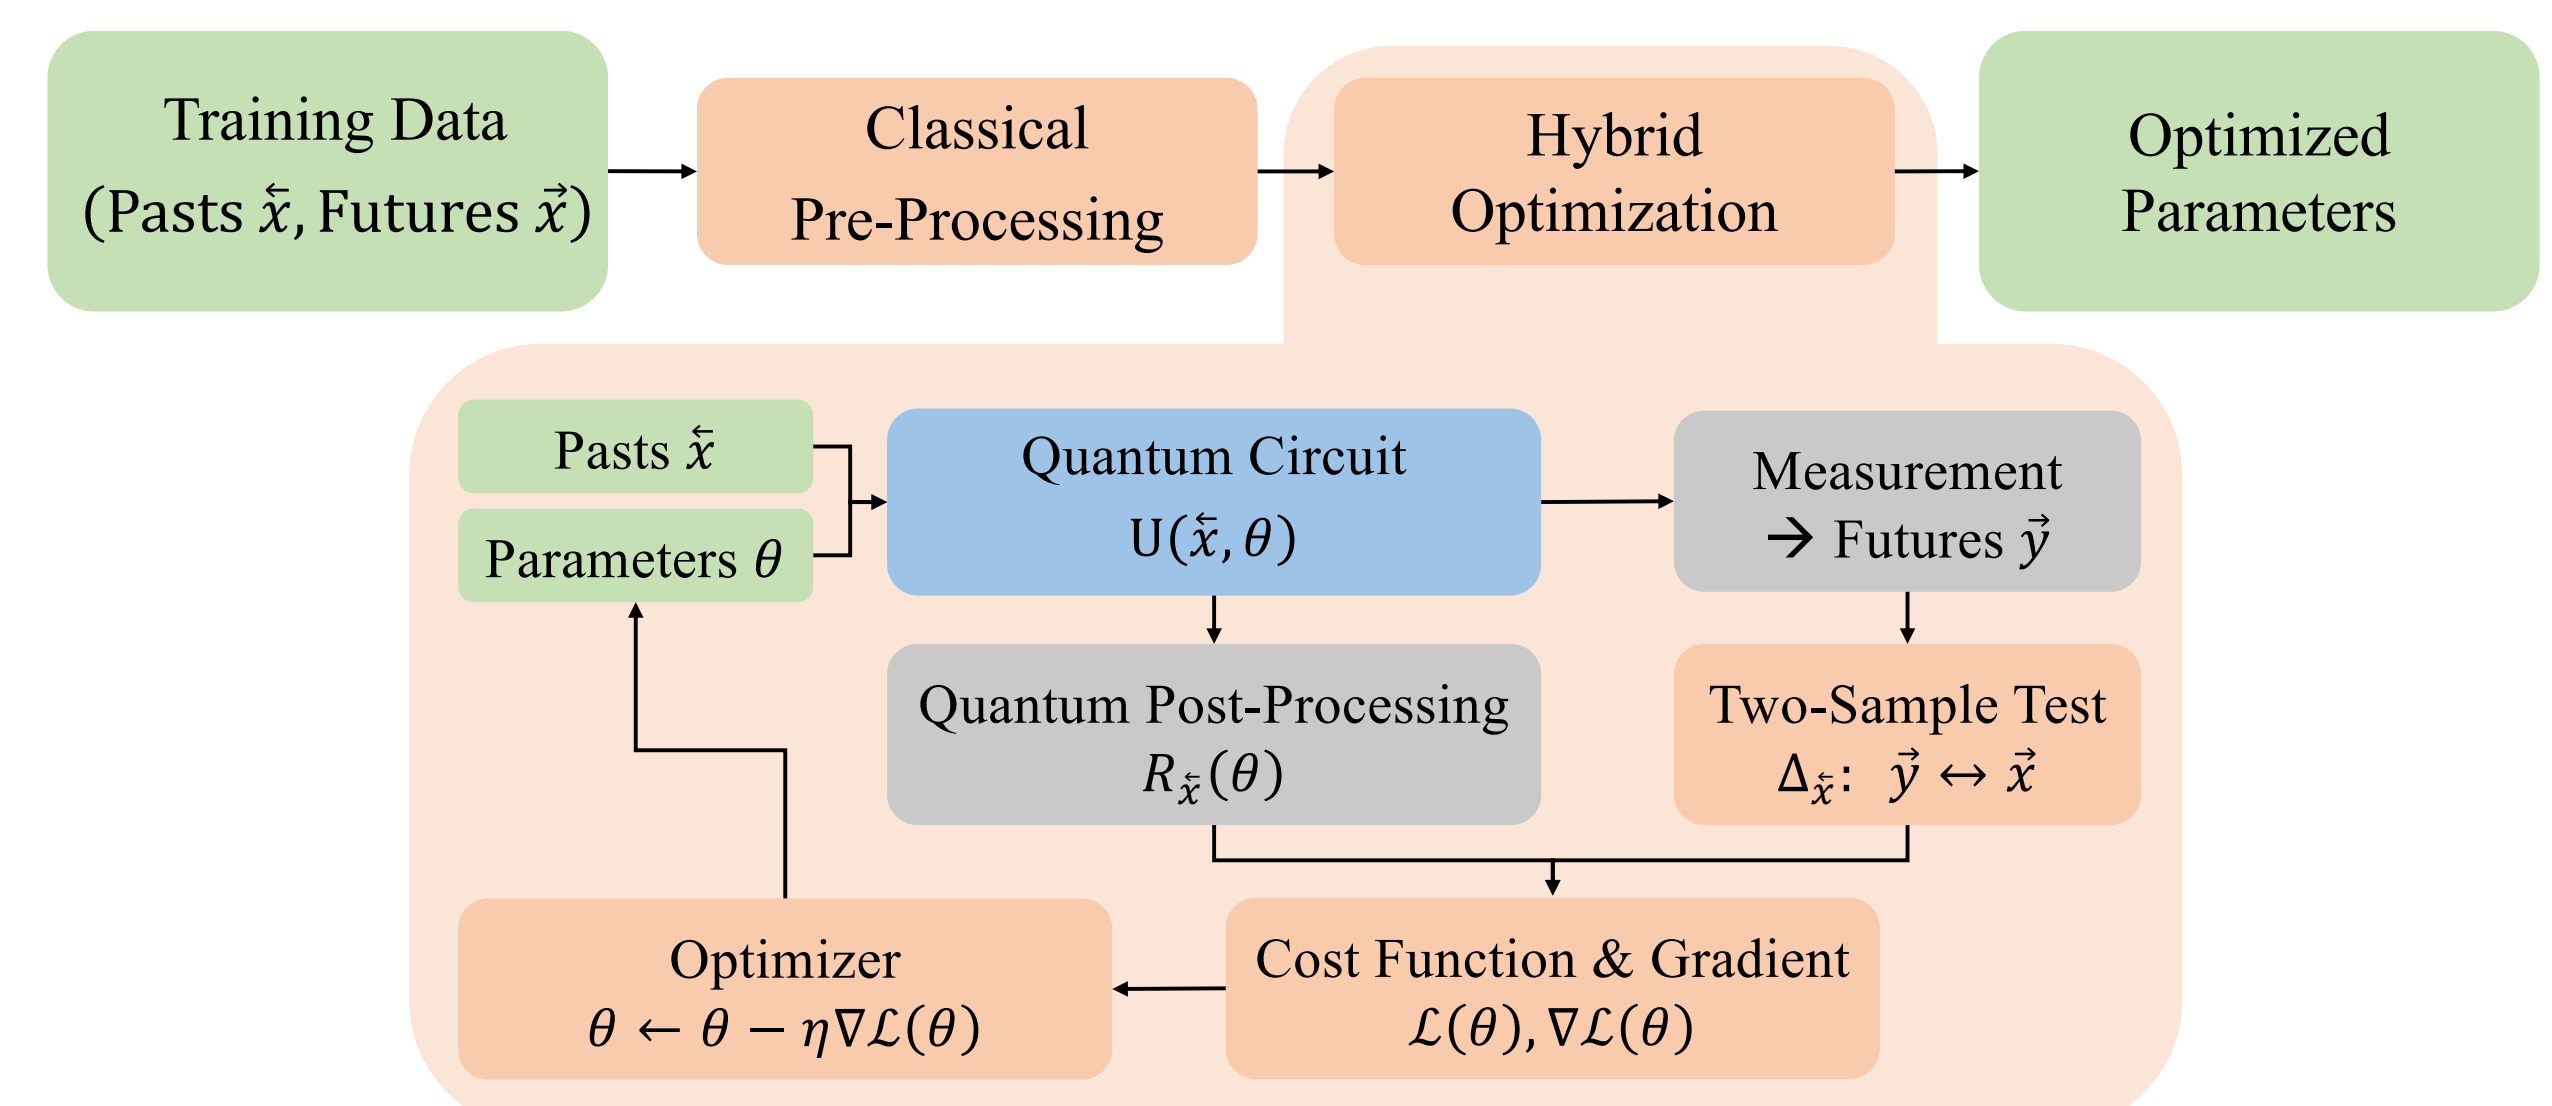 Training Data
(Pasts x⃖, Futures x⃗)
Classical
Pre-Processing
Hybrid
Optimization
Optimized
Parameters
Pasts x⃖
Parameters θ
Quantum Circuit
U(x⃖, θ)
Measurement
→ Futures y⃗
Quantum Post-Processing
R_x⃖(θ)
Two-Sample Test
Δ_x⃖: y⃗ ↔ x⃗
Optimizer
θ ← θ − η∇ℒ(θ)
Cost Function & Gradient
ℒ(θ), ∇ℒ(θ)